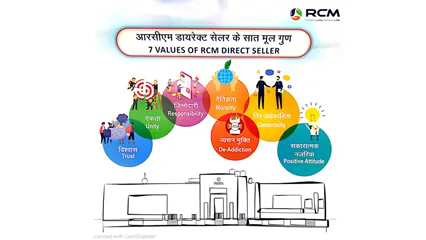 RCM
आरसीएम डायरेक्ट सेलर के सात मूल गुण
7 VALUES OF RCM DIRECT SELLER
विश्वास
Trust
एकता
Unity
जिम्मेदारी
Responsibility
नैतिकता
Morality
व्यसन मुक्ति
De-Addiction
सकारात्मक
नजरिया
Positive Attitude